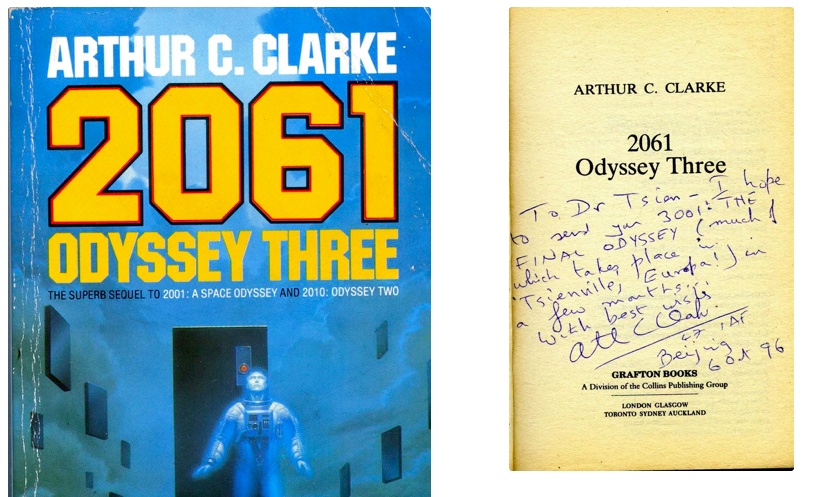 ARTHUR C. CLARKE
2061
ODYSSEY THREE
THE SUPERB SEQUEL TO 2001: A SPACE ODYSSEY AND 2010: ODYSSEY TWO
ARTHUR C. CLARKE
2061
Odyssey Three
To Dr Tsien - I hope
to send you 3001: THE
FINAL ODYSSEY (much of
which takes place in
'Tsienville, Europa!) in
a few months.
With best wishes
47 IAF
Beijing
6 Oct 96
GRAFTON BOOKS
A Division of the Collins Publishing Group
LONDON GLASGOW
TORONTO SYDNEY AUCKLAND